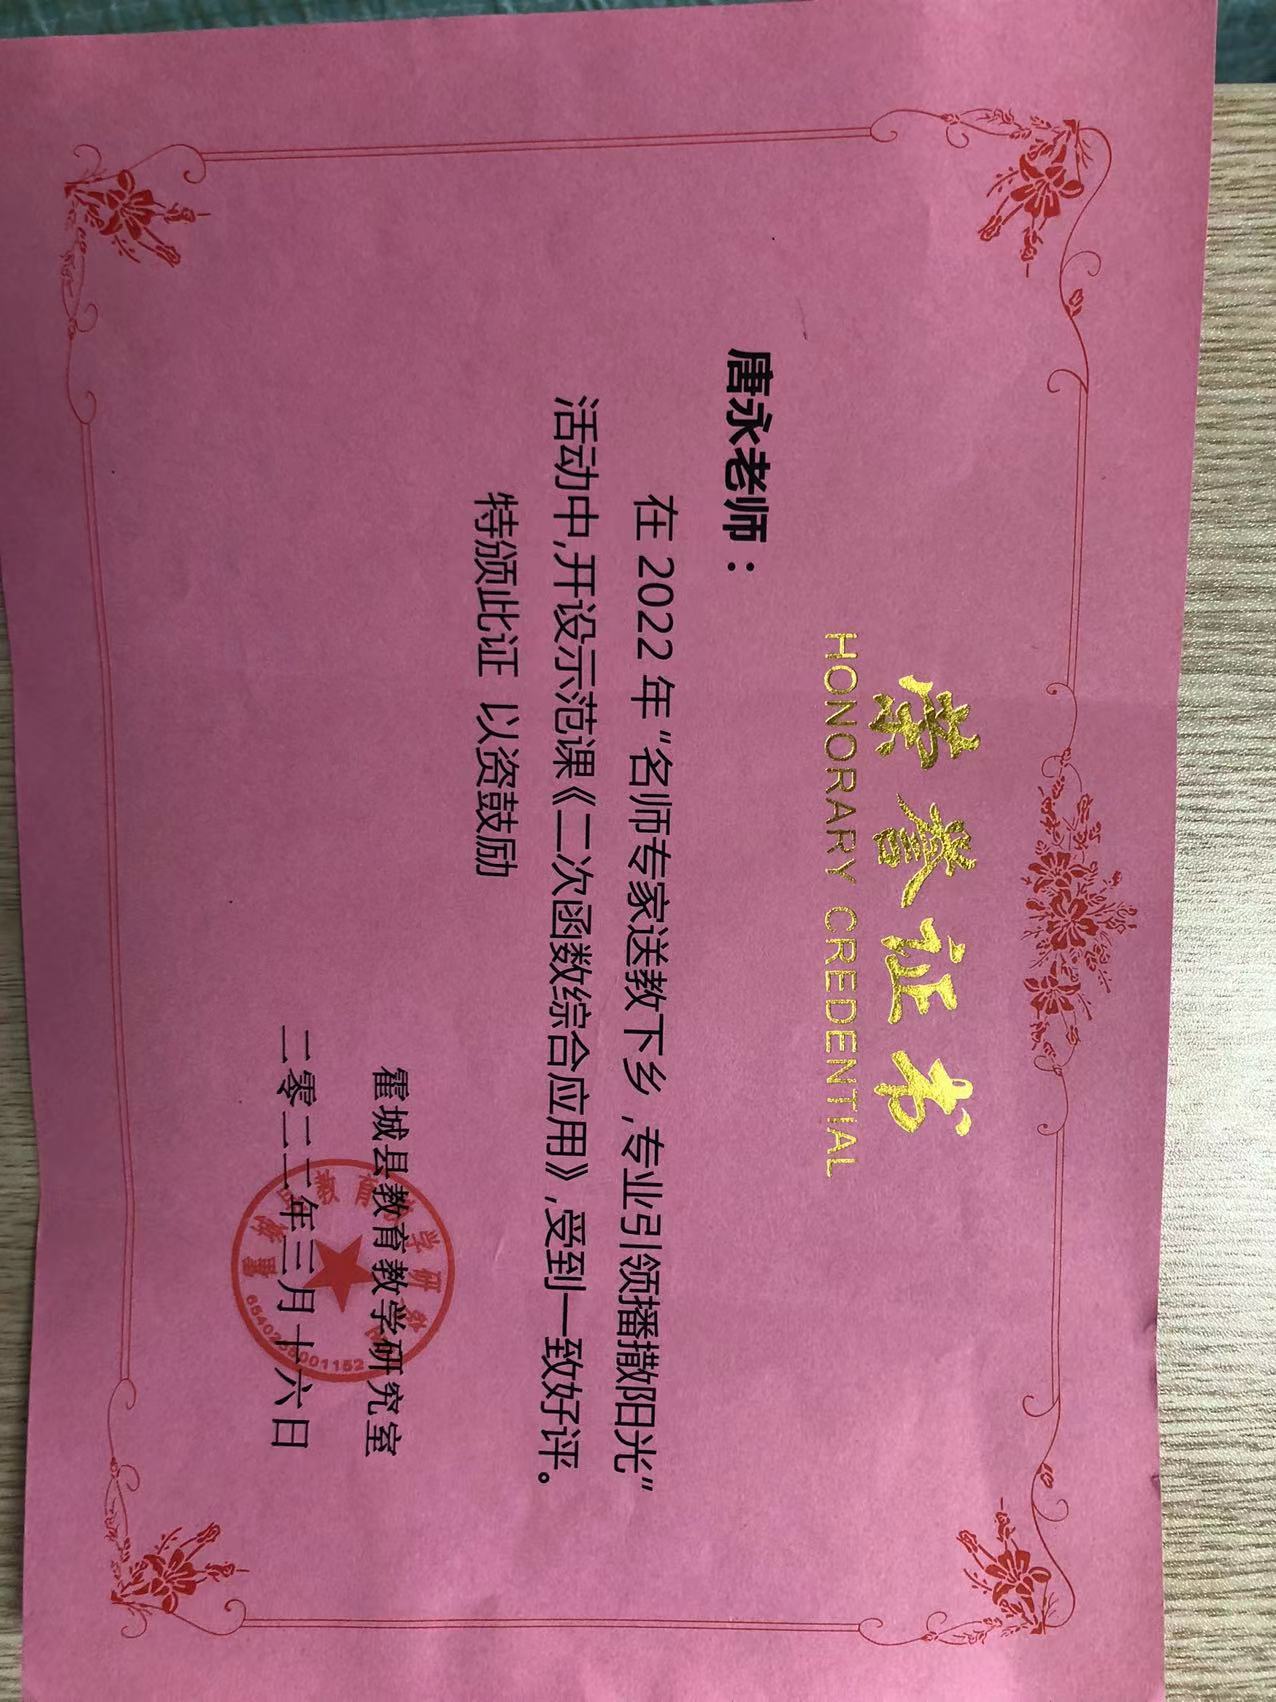 荣誉证书
HONORARY CREDENTIAL
唐永老师：
在 2022 年“名师专家送教下乡，专业引领播撒阳光”
活动中，开设示范课《二次函数综合应用》，受到一致好评。
特颁此证 以资鼓励
霍城县教育教学研究室
二零二二年三月十六日